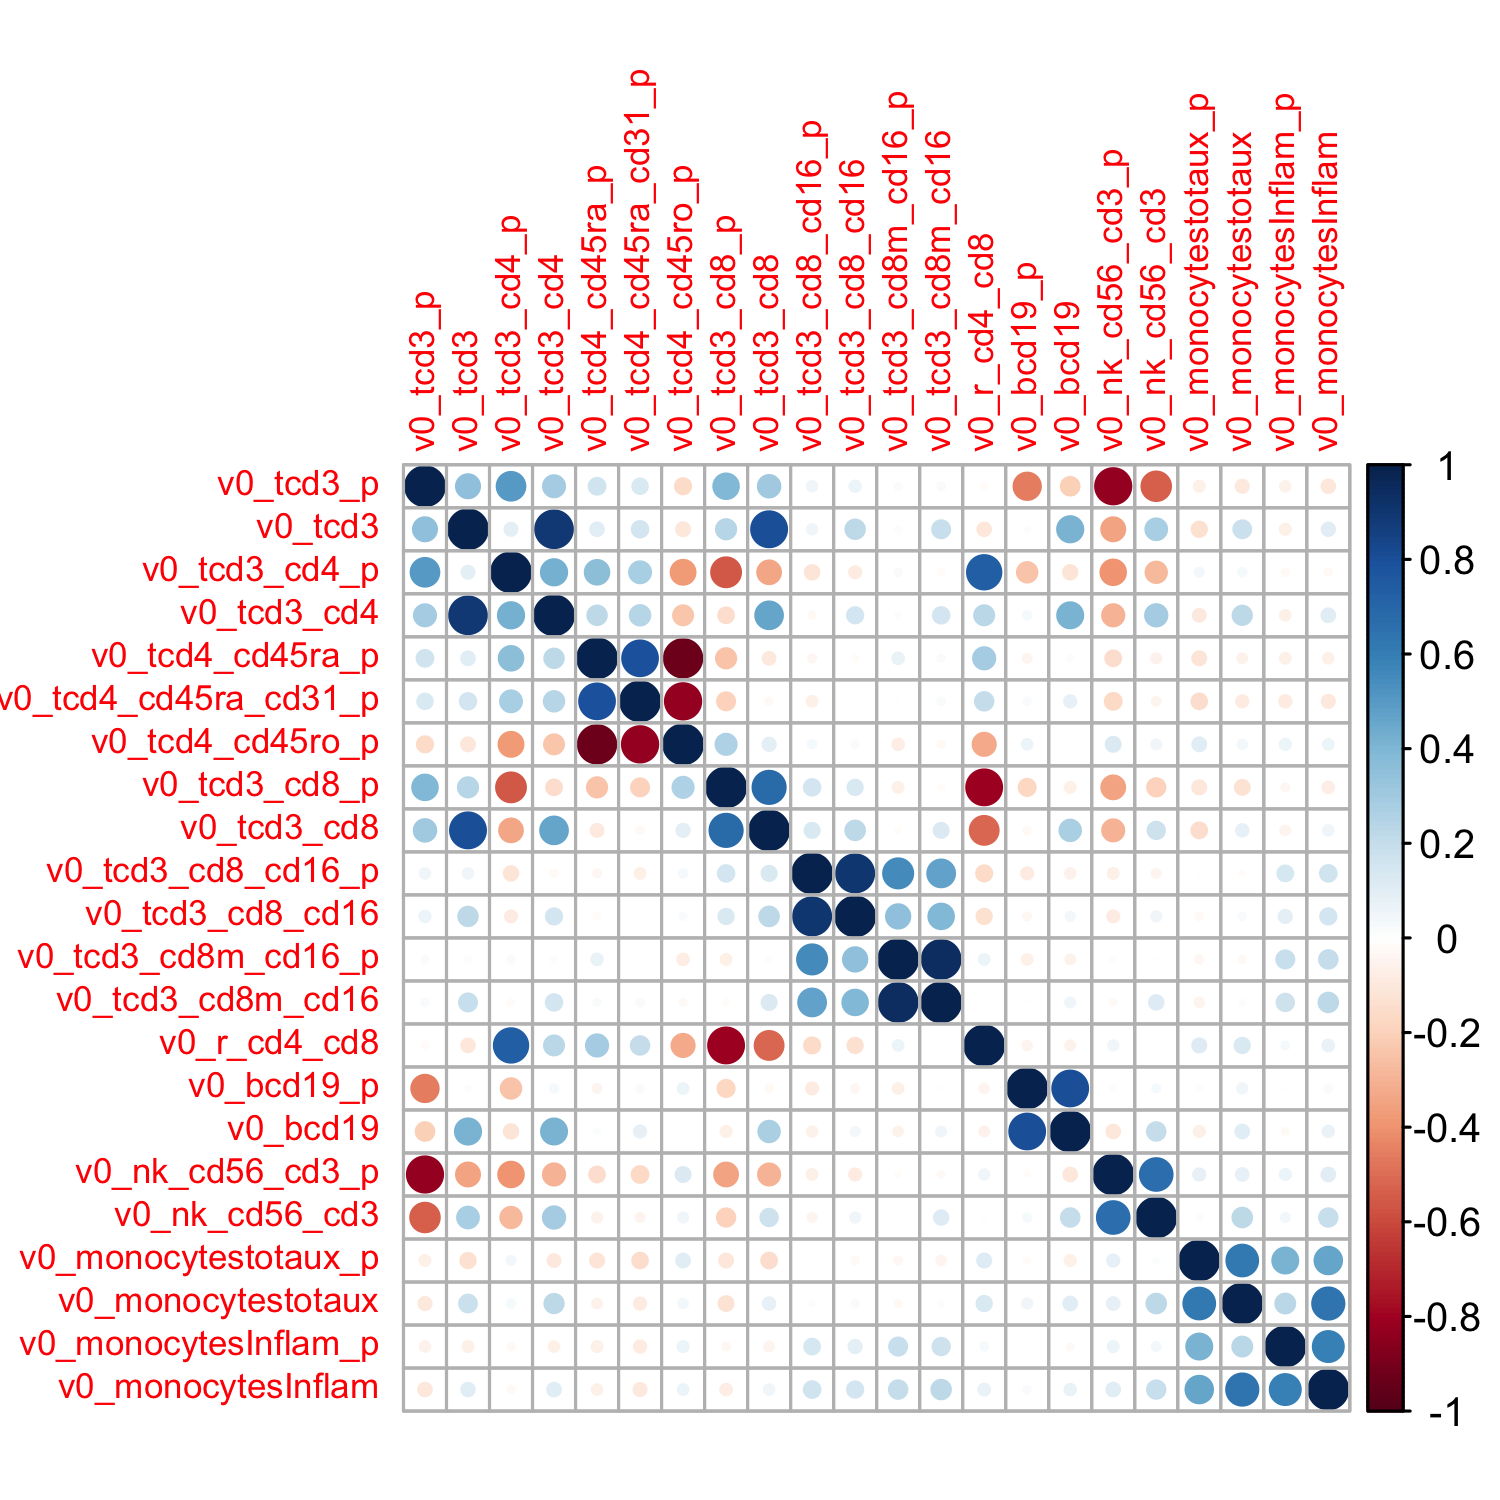 v0_tcd3_p
v0_tcd3
v0_tcd3_cd4_p
v0_tcd3_cd4
v0_tcd4_cd45ra_p
v0_tcd4_cd45ra_cd31_p
v0_tcd4_cd45ro_p
v0_tcd3_cd8_p
v0_tcd3_cd8
v0_tcd3_cd8_cd16_p
v0_tcd3_cd8_cd16
v0_tcd3_cd8m_cd16_p
v0_tcd3_cd8m_cd16
v0_r_cd4_cd8
v0_bcd19_p
v0_bcd19
v0_nk_cd56_cd3_p
v0_nk_cd56_cd3
v0_monocytestotaux_p
v0_monocytestotaux
v0_monocytesInflam_p
v0_monocytesInflam
v0_tcd3_p
v0_tcd3
v0_tcd3_cd4_p
v0_tcd3_cd4
v0_tcd4_cd45ra_p
v0_tcd4_cd45ra_cd31_p
v0_tcd4_cd45ro_p
v0_tcd3_cd8_p
v0_tcd3_cd8
v0_tcd3_cd8_cd16_p
v0_tcd3_cd8_cd16
v0_tcd3_cd8m_cd16_p
v0_tcd3_cd8m_cd16
v0_r_cd4_cd8
v0_bcd19_p
v0_bcd19
v0_nk_cd56_cd3_p
v0_nk_cd56_cd3
v0_monocytestotaux_p
v0_monocytestotaux
v0_monocytesInflam_p
v0_monocytesInflam
1
0.8
0.6
0.4
0.2
0
-0.2
-0.4
-0.6
-0.8
-1